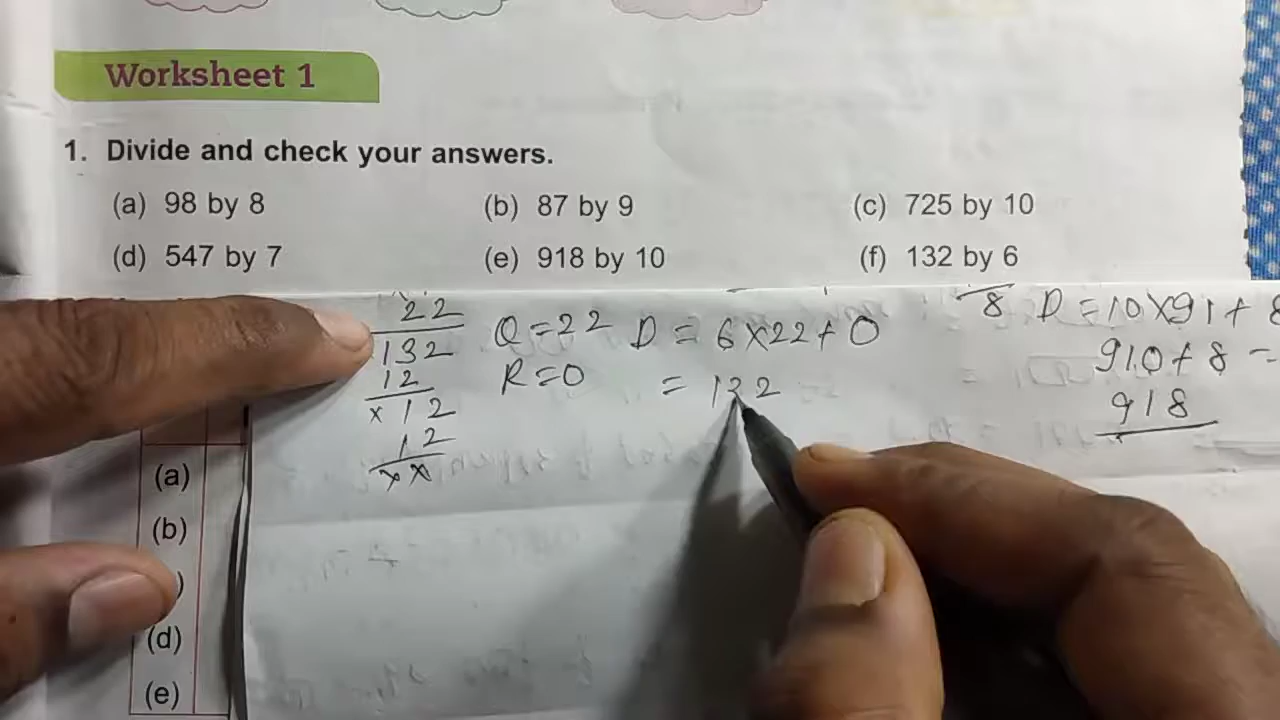 Worksheet 1
1. Divide and check your answers.
(a) 98 by 8
(b) 87 by 9
(c) 725 by 10
(d) 547 by 7
(e) 918 by 10
(f) 132 by 6
22
132
12
x 12
12
x x
Q = 22
R = 0
D = 6 X 22 + 0
= 132
8
D = 10 X 91 + 8
910 + 8 =
918
(a)
(b)
)
(d)
(e)